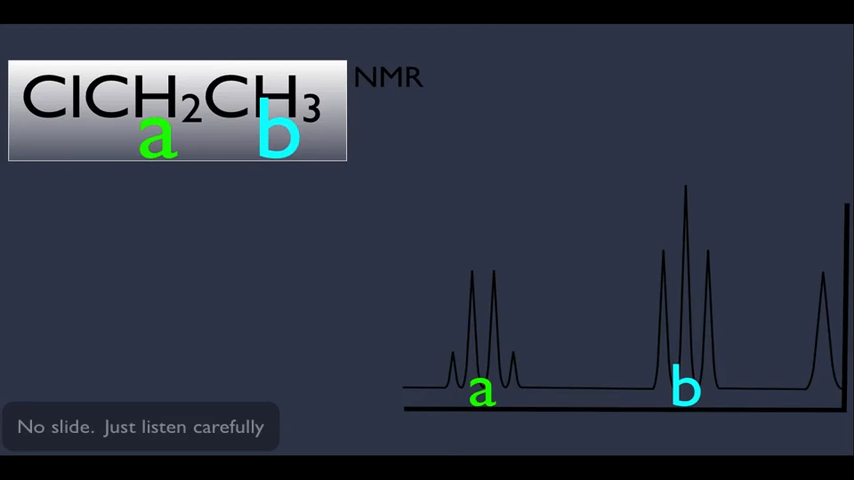 ClCH₂CH₃ NMR
a b
a b
No slide. Just listen carefully